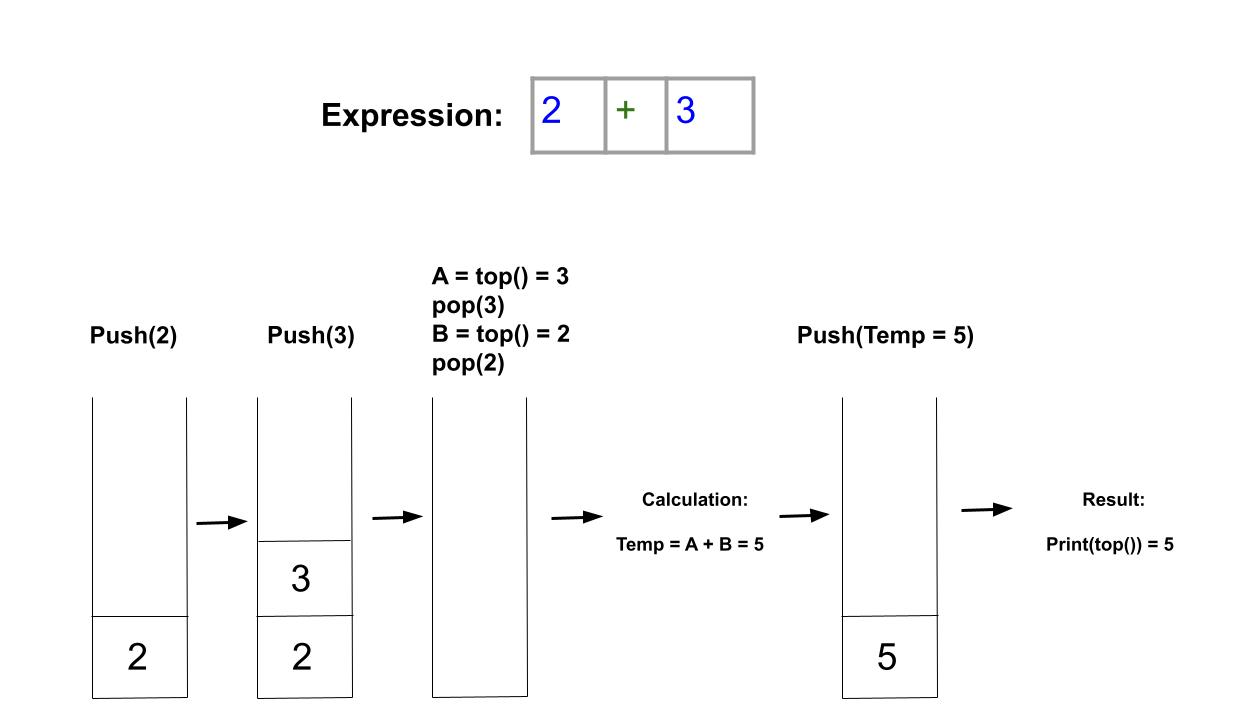 Expression: 2 + 3
A = top() = 3
pop(3)
B = top() = 2
pop(2)
Push(2)
Push(3)
Push(Temp = 5)
Calculation:
Temp = A + B = 5
Result:
Print(top()) = 5
3
2
2
5